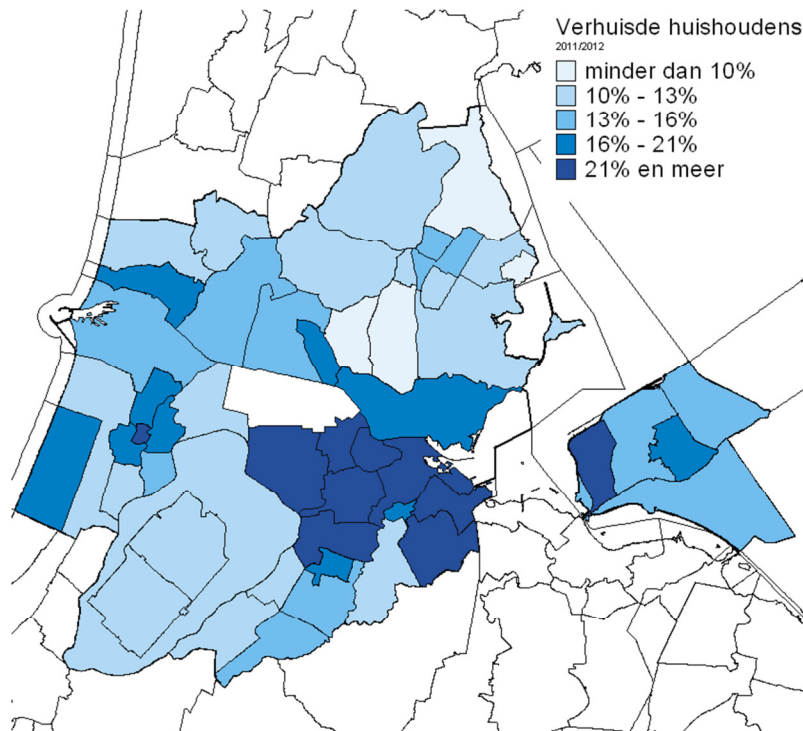 Verhuisde huishoudens
2011/2012
minder dan 10%
10% - 13%
13% - 16%
16% - 21%
21% en meer